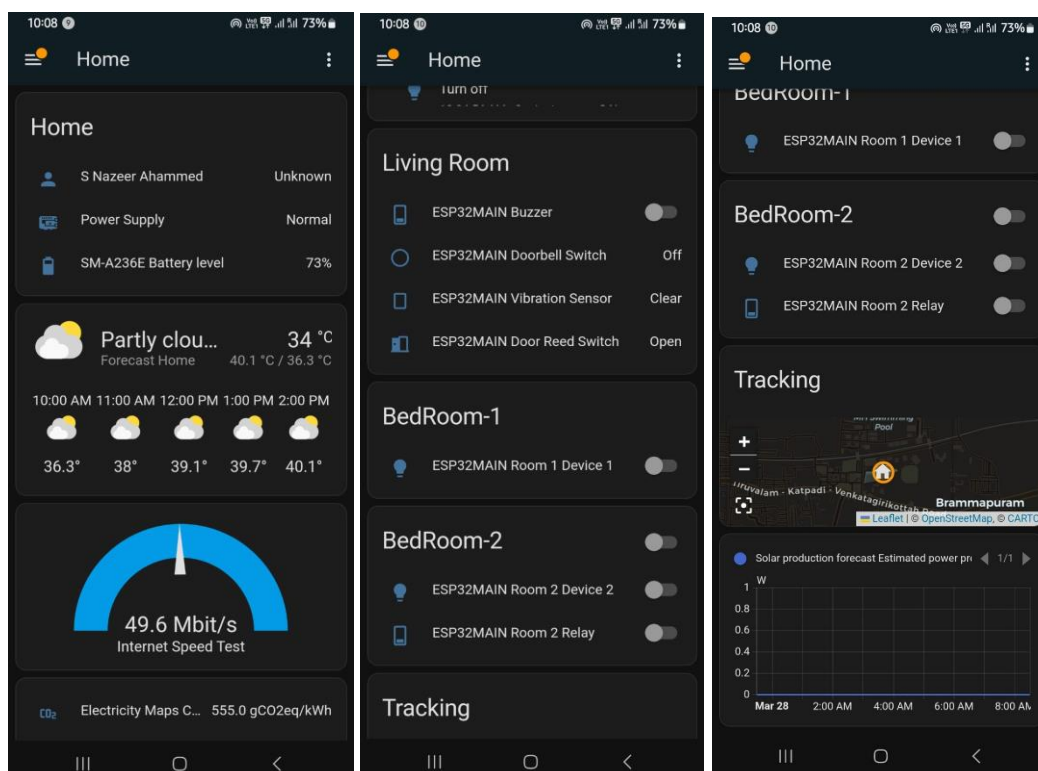 10:08 9 73%
Home
Home
S Nazeer Ahammed Unknown
Power Supply Normal
SM-A236E Battery level 73%
Partly clou... 34 °C
Forecast Home 40.1 °C / 36.3 °C
10:00 AM 11:00 AM 12:00 PM 1:00 PM 2:00 PM
36.3° 38° 39.1° 39.7° 40.1°
49.6 Mbit/s
Internet Speed Test
CO2 Electricity Maps C... 555.0 gCO2eq/kWh
10:08 10 73%
Home
Turn off
Living Room
ESP32MAIN Buzzer
ESP32MAIN Doorbell Switch Off
ESP32MAIN Vibration Sensor Clear
ESP32MAIN Door Reed Switch Open
BedRoom-1
ESP32MAIN Room 1 Device 1
BedRoom-2
ESP32MAIN Room 2 Device 2
ESP32MAIN Room 2 Relay
Tracking
10:08 10 73%
Home
BedRoom-1
ESP32MAIN Room 1 Device 1
BedRoom-2
ESP32MAIN Room 2 Device 2
ESP32MAIN Room 2 Relay
Tracking
Pool
+
−
Katpadi - Venkatagirikottah
Brammapuram
Leaflet | © OpenStreetMap, © CARTO
Solar production forecast Estimated power pr 1/1
W
1
0.8
0.6
0.4
0.2
0
Mar 28 2:00 AM 4:00 AM 6:00 AM 8:00 AM